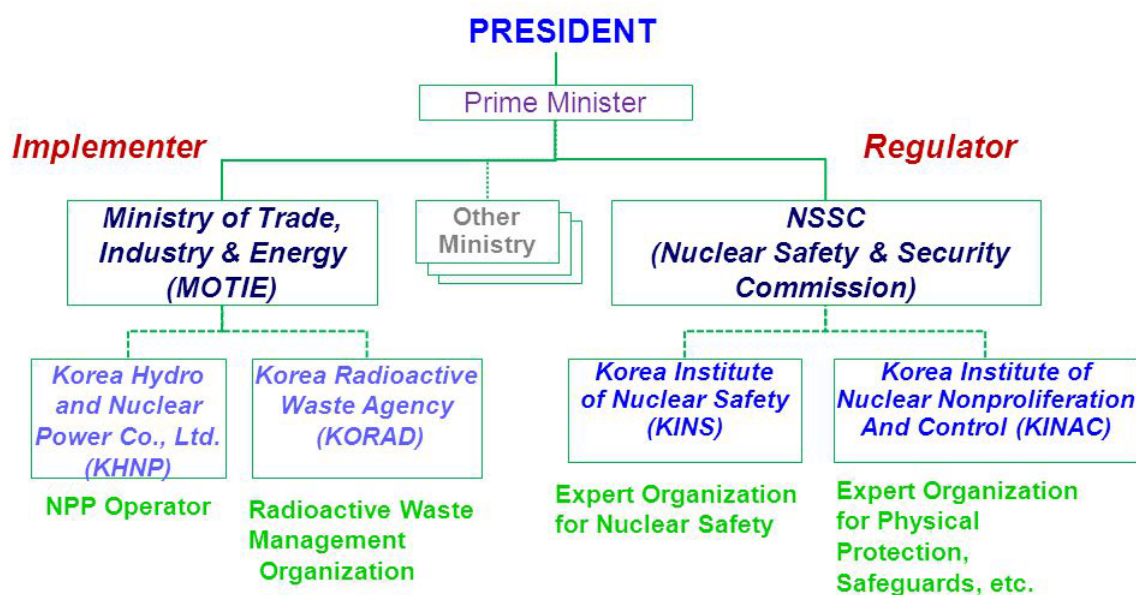 PRESIDENT
Prime Minister
Implementer
Regulator
Ministry of Trade,
Industry & Energy
(MOTIE)
Other
Ministry
NSSC
(Nuclear Safety & Security
Commission)
Korea Hydro
and Nuclear
Power Co., Ltd.
(KHNP)
Korea Radioactive
Waste Agency
(KORAD)
Korea Institute
of Nuclear Safety
(KINS)
Korea Institute of
Nuclear Nonproliferation
And Control (KINAC)
NPP Operator
Radioactive Waste
Management
Organization
Expert Organization
for Nuclear Safety
Expert Organization
for Physical
Protection,
Safeguards, etc.